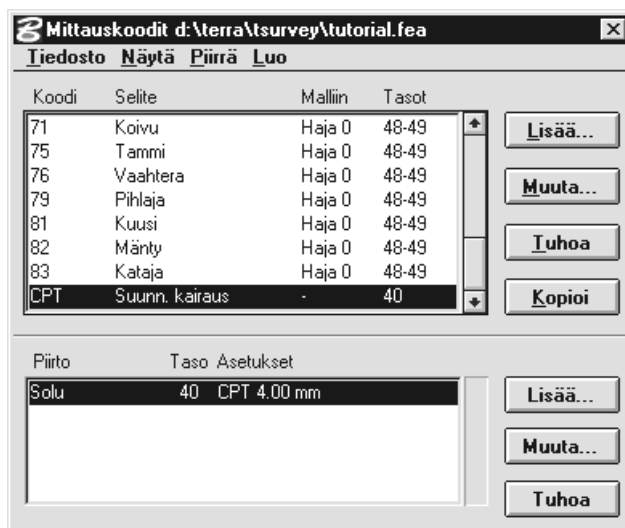 Mittauskoodit d:\terra\tsurvey\tutorial.fea
Tiedosto Näytä Piirrä Luo
Koodi Selite Malliin Tasot
71 Koivu Haja 0 48-49
75 Tammi Haja 0 48-49
76 Vaahtera Haja 0 48-49
79 Pihlaja Haja 0 48-49
81 Kuusi Haja 0 48-49
82 Mänty Haja 0 48-49
83 Kataja Haja 0 48-49
CPT Suunn. kairaus - 40
Lisää...
Muuta...
Tuhoa
Kopioi
Piirto Taso Asetukset
Solu 40 CPT 4.00 mm
Lisää...
Muuta...
Tuhoa